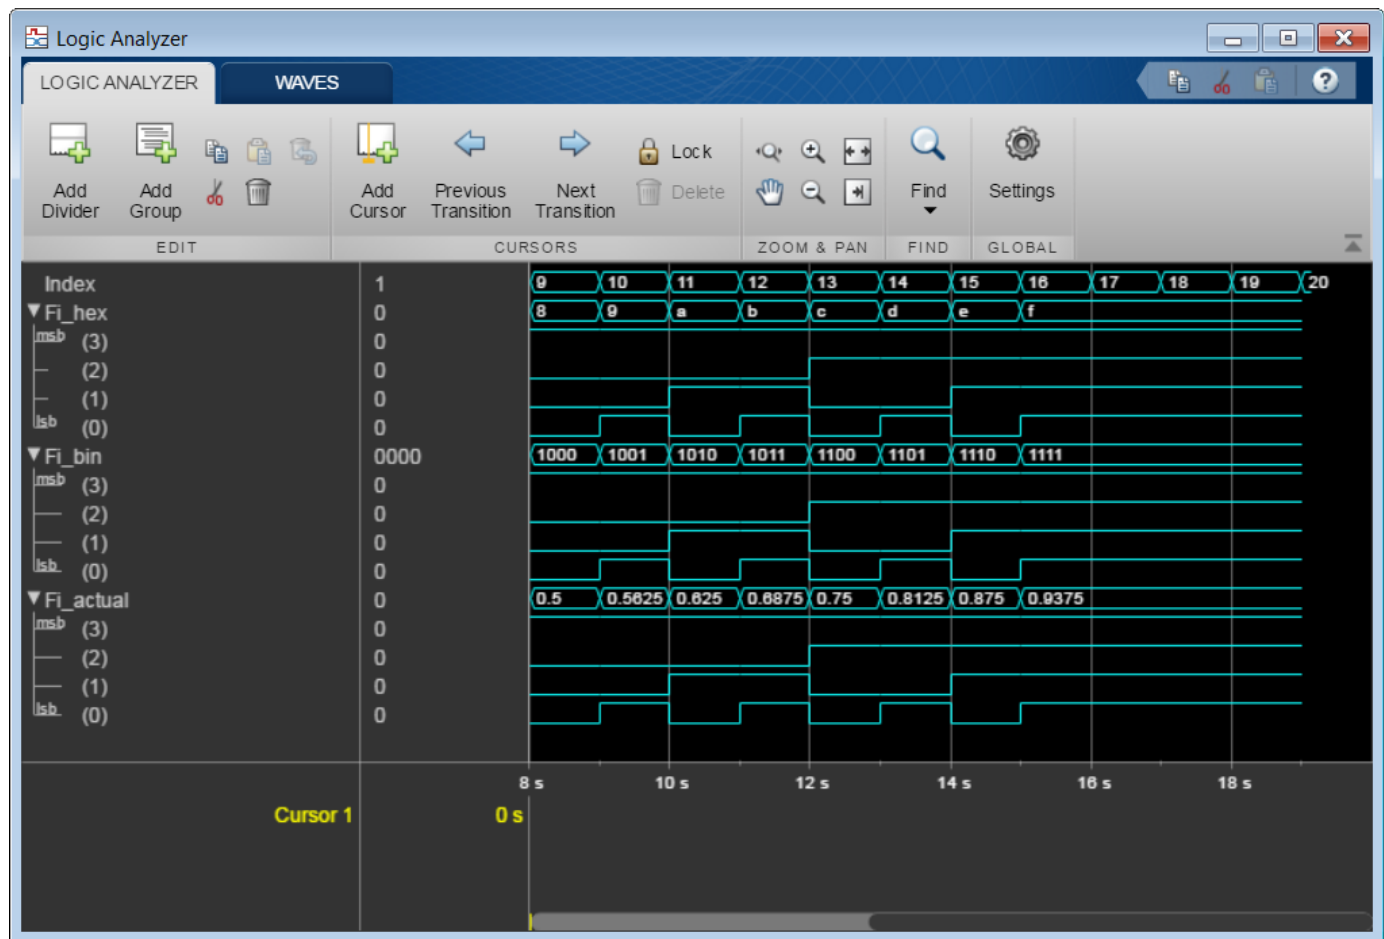 Logic Analyzer
LOGIC ANALYZER WAVES ?
Lock
Add Divider Add Group Add Cursor Previous Transition Next Transition Delete Find Settings
EDIT CURSORS ZOOM & PAN FIND GLOBAL
Index 1 9 10 11 12 13 14 15 16 17 18 19 20
Fi_hex 0 8 9 a b c d e f
msb (3) 0
(2) 0
(1) 0
lsb (0) 0
Fi_bin 0000 1000 1001 1010 1011 1100 1101 1110 1111
msb (3) 0
(2) 0
(1) 0
lsb (0) 0
Fi_actual 0 0.5 0.5625 0.625 0.6875 0.75 0.8125 0.875 0.9375
msb (3) 0
(2) 0
(1) 0
lsb (0) 0
8 s 10 s 12 s 14 s 16 s 18 s
Cursor 1 0 s